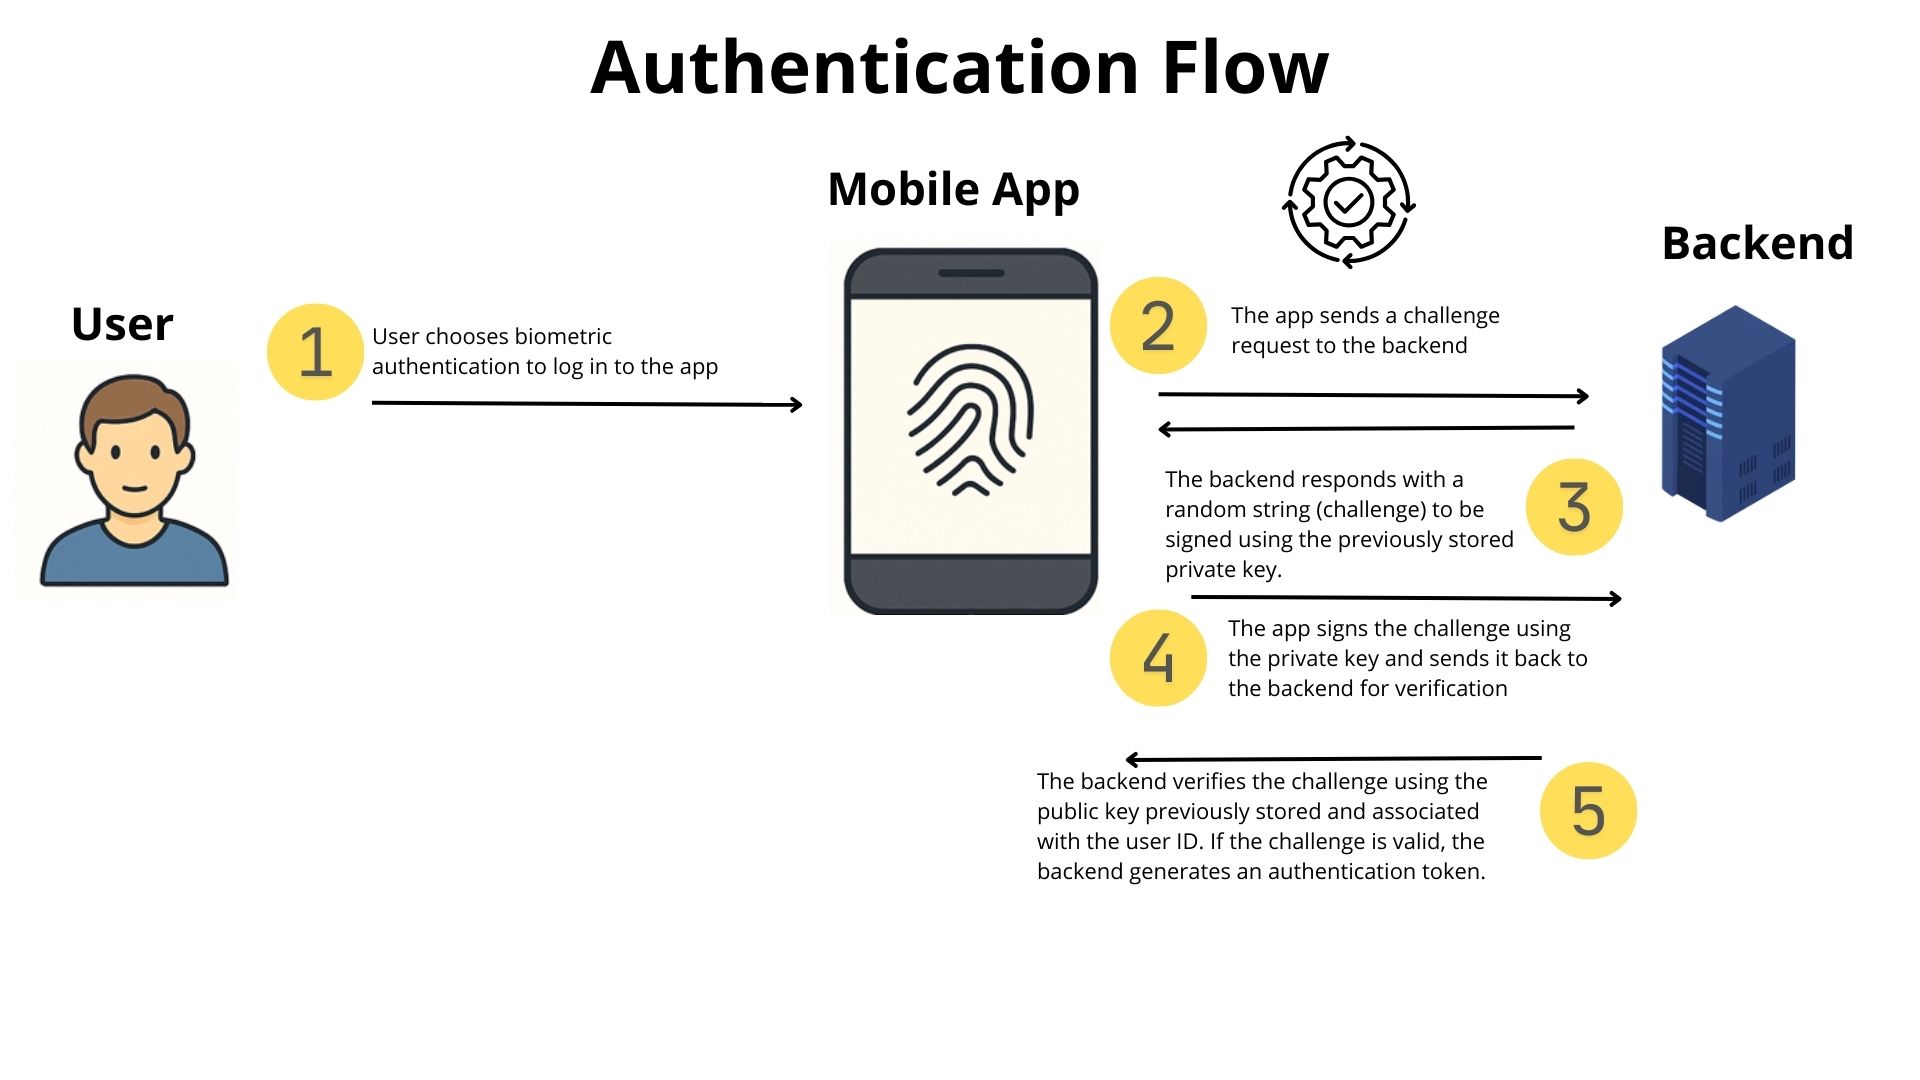 Authentication Flow
Mobile App
Backend
User
1
User chooses biometric
authentication to log in to the app
2
The app sends a challenge
request to the backend
3
The backend responds with a
random string (challenge) to be
signed using the previously stored
private key.
4
The app signs the challenge using
the private key and sends it back to
the backend for verification
5
The backend verifies the challenge using the
public key previously stored and associated
with the user ID. If the challenge is valid, the
backend generates an authentication token.